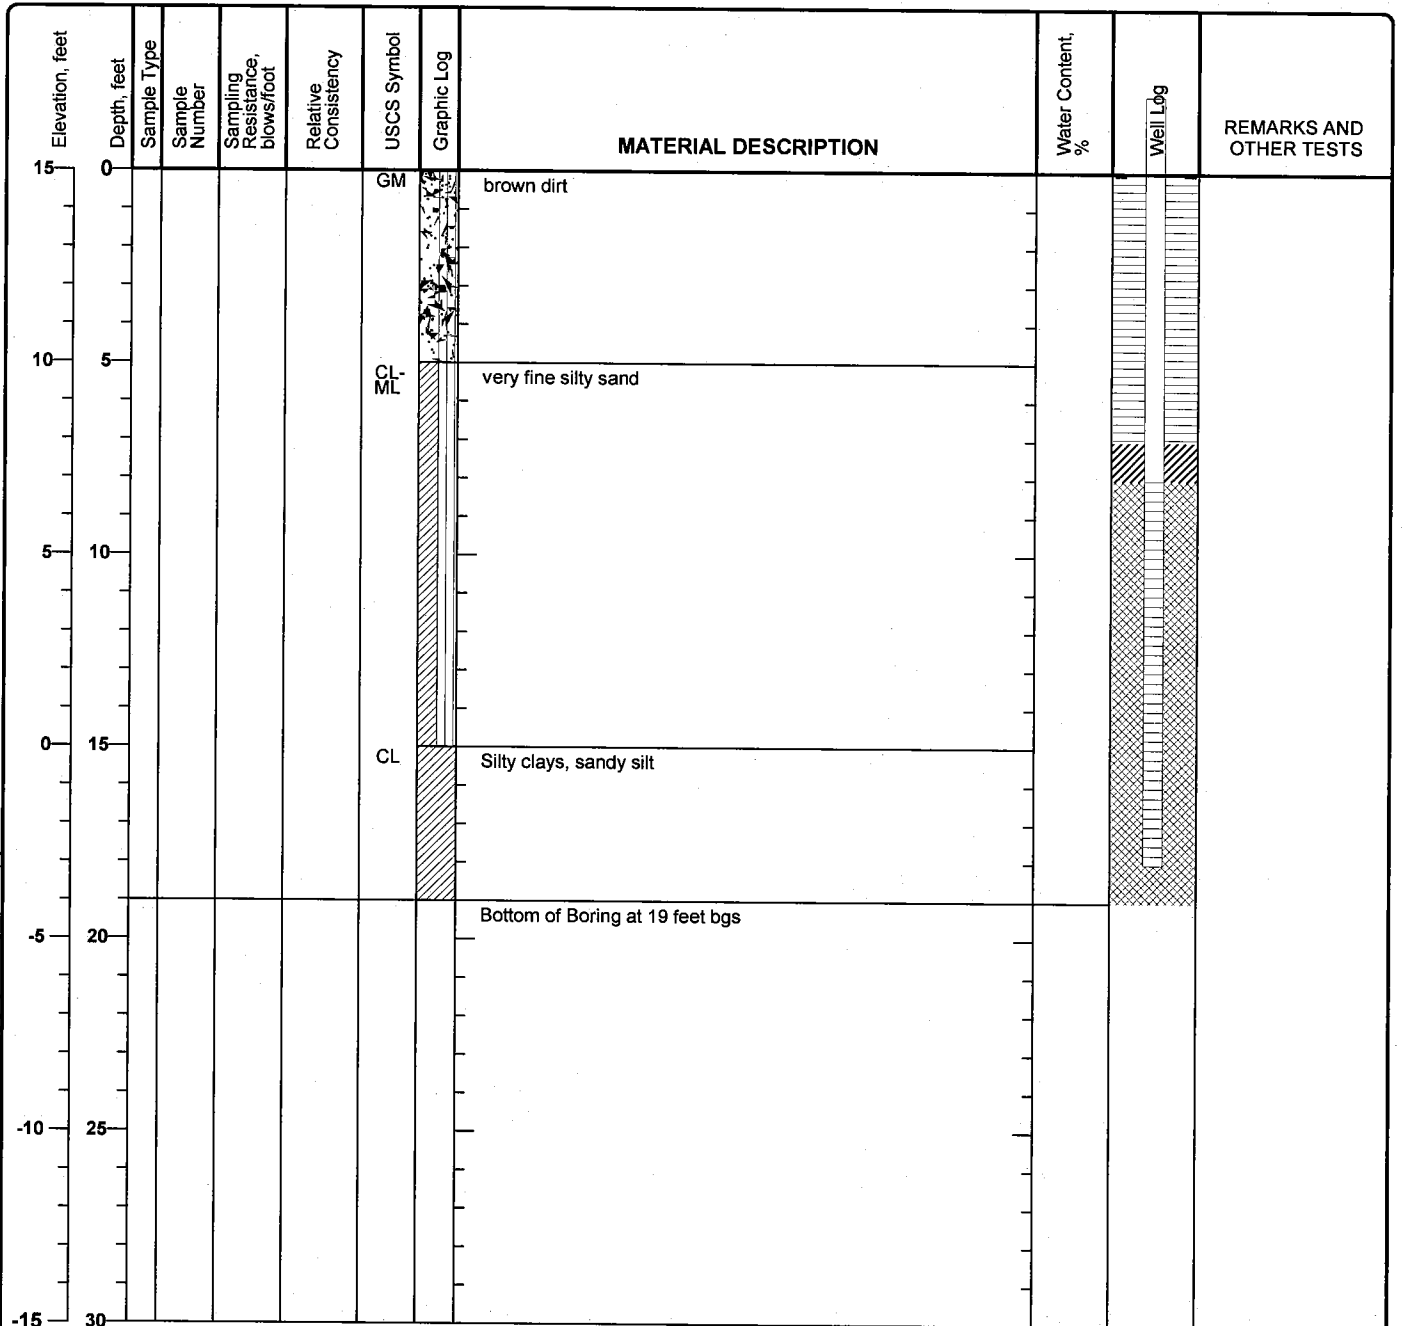 Elevation, feet
Depth, feet
Sample Type
Sample
Number
Sampling
Resistance,
blows/foot
Relative
Consistency
USCS Symbol
Graphic Log
MATERIAL DESCRIPTION
Water Content,
%
Well Log
REMARKS AND
OTHER TESTS
15 0
GM brown dirt
10 5
CL-
ML
very fine silty sand
5 10
0 15
CL Silty clays, sandy silt
Bottom of Boring at 19 feet bgs
-5 20
-10 25
-15 30